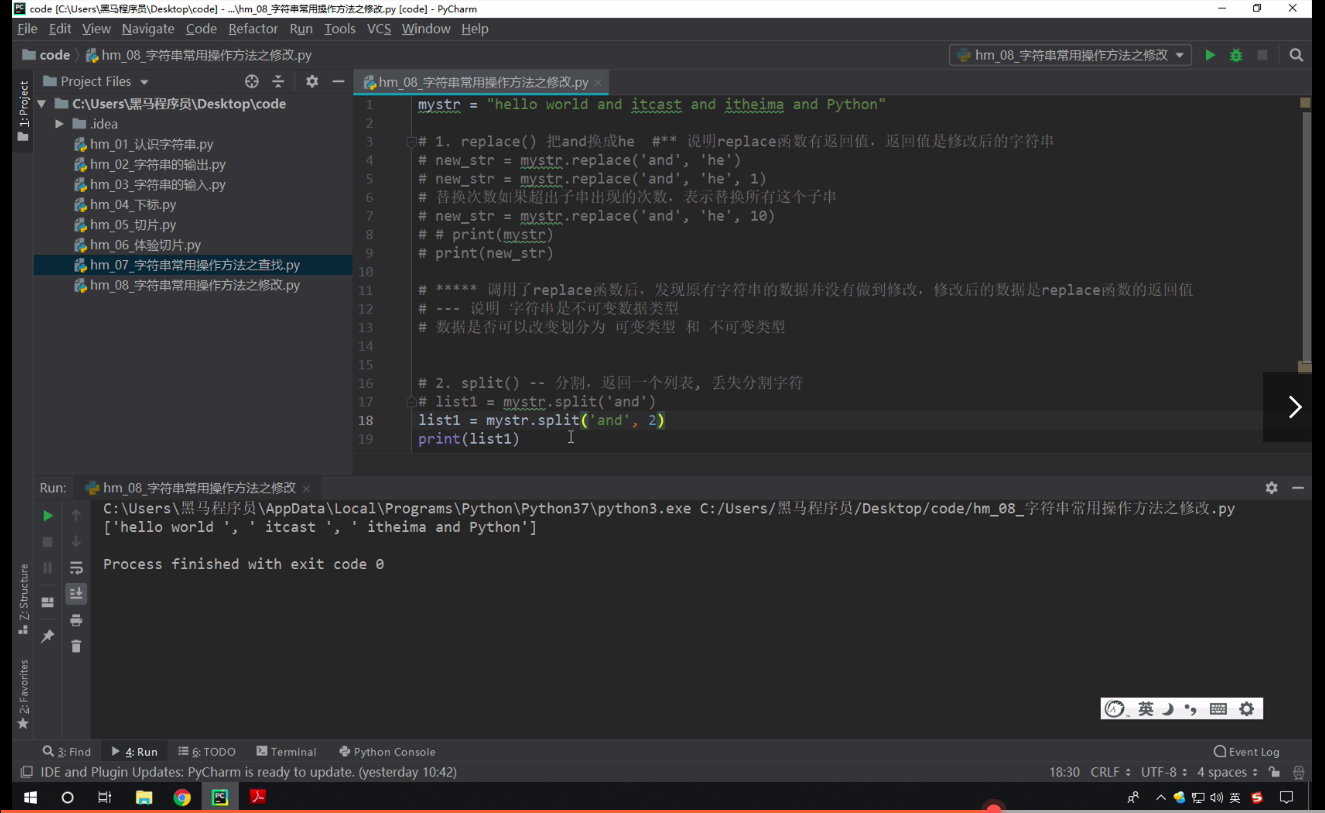 code [C:\Users\黑马程序员\Desktop\code] - ...\hm_08_字符串常用操作方法之修改.py [code] - PyCharm
File Edit View Navigate Code Refactor Run Tools VCS Window Help
code hm_08_字符串常用操作方法之修改.py
hm_08_字符串常用操作方法之修改
1: Project
Project Files
C:\Users\黑马程序员\Desktop\code
.idea
hm_01_认识字符串.py
hm_02_字符串的输出.py
hm_03_字符串的输入.py
hm_04_下标.py
hm_05_切片.py
hm_06_体验切片.py
hm_07_字符串常用操作方法之查找.py
hm_08_字符串常用操作方法之修改.py
hm_08_字符串常用操作方法之修改.py
1 mystr = "hello world and itcast and itheima and Python"
2
3 # 1. replace() 把and换成he  #** 说明replace函数有返回值，返回值是修改后的字符串
4 # new_str = mystr.replace('and', 'he')
5 # new_str = mystr.replace('and', 'he', 1)
6 # 替换次数如果超出子串出现的次数，表示替换所有这个子串
7 # new_str = mystr.replace('and', 'he', 10)
8 # # print(mystr)
9 # print(new_str)
10
11 # ***** 调用了replace函数后，发现原有字符串的数据并没有做到修改，修改后的数据是replace函数的返回值
12 # --- 说明 字符串是不可变数据类型
13 # 数据是否可以改变划分为 可变类型 和 不可变类型
14
15
16 # 2. split() -- 分割，返回一个列表, 丢失分割字符
17 # list1 = mystr.split('and')
18 list1 = mystr.split('and', 2)
19 print(list1)
Run: hm_08_字符串常用操作方法之修改
C:\Users\黑马程序员\AppData\Local\Programs\Python\Python37\python3.exe C:/Users/黑马程序员/Desktop/code/hm_08_字符串常用操作方法之修改.py
['hello world ', ' itcast ', ' itheima and Python']
Process finished with exit code 0
Z: Structure
2: Favorites
英
3: Find 4: Run 6: TODO Terminal Python Console Event Log
IDE and Plugin Updates: PyCharm is ready to update. (yesterday 10:42) 18:30 CRLF UTF-8 4 spaces
英